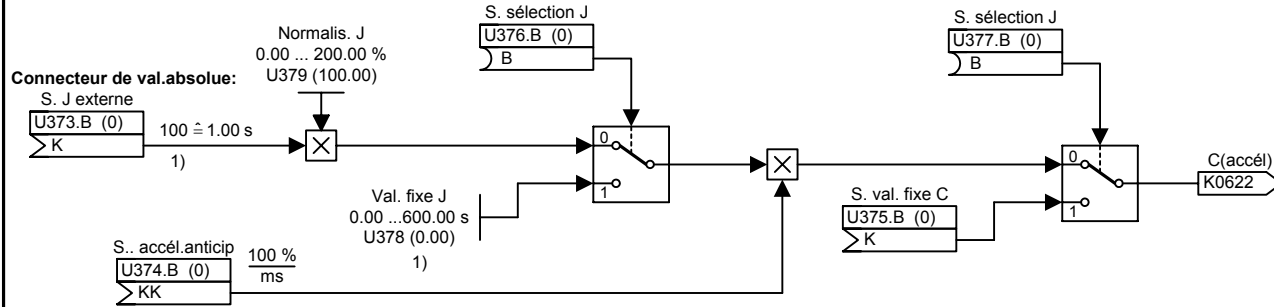 S. sélection J
U376.B (0)
B
S. sélection J
U377.B (0)
B
Normalis. J
0.00 ... 200.00 %
U379 (100.00)
Connecteur de val.absolue:
S. J externe
U373.B (0)
K
100 ≙ 1.00 s
1)
0
1
0
1
C(accél)
K0622
Val. fixe J
0.00 ...600.00 s
U378 (0.00)
1)
S. val. fixe C
U375.B (0)
K
S.. accél.anticip
U374.B (0)
KK
100 %
ms